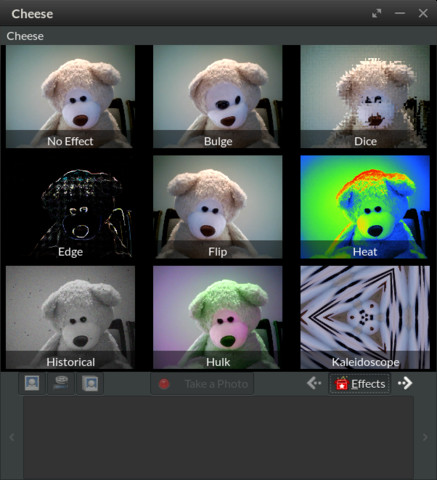 Cheese
Cheese
No Effect
Bulge
Dice
Edge
Flip
Heat
Historical
Hulk
Kaleidoscope
Take a Photo
Effects